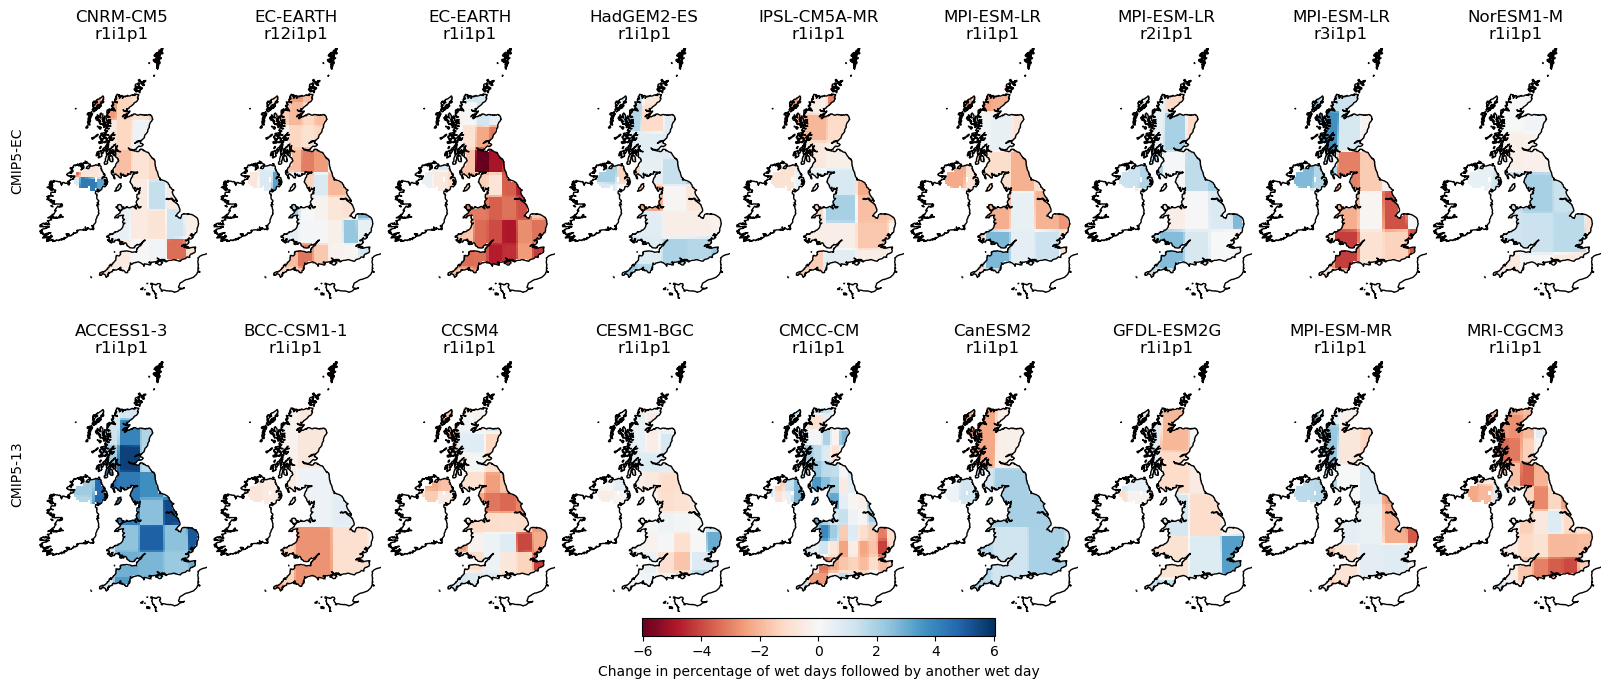 CNRM-CM5
r1i1p1
EC-EARTH
r12i1p1
EC-EARTH
r1i1p1
HadGEM2-ES
r1i1p1
IPSL-CM5A-MR
r1i1p1
MPI-ESM-LR
r1i1p1
MPI-ESM-LR
r2i1p1
MPI-ESM-LR
r3i1p1
NorESM1-M
r1i1p1
CMIP5-EC
ACCESS1-3
r1i1p1
BCC-CSM1-1
r1i1p1
CCSM4
r1i1p1
CESM1-BGC
r1i1p1
CMCC-CM
r1i1p1
CanESM2
r1i1p1
GFDL-ESM2G
r1i1p1
MPI-ESM-MR
r1i1p1
MRI-CGCM3
r1i1p1
CMIP5-13
−6 −4 −2 0 2 4 6
Change in percentage of wet days followed by another wet day